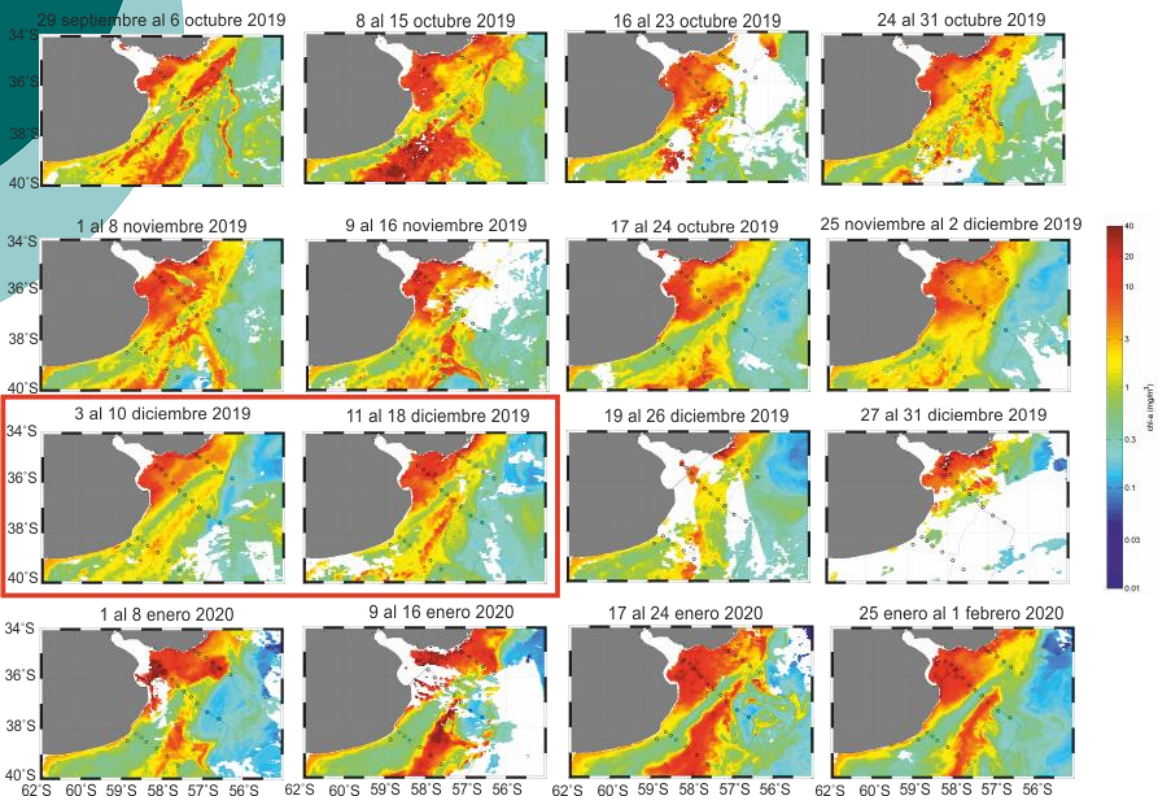 29 septiembre al 6 octubre 2019
8 al 15 octubre 2019
16 al 23 octubre 2019
24 al 31 octubre 2019
34°S
36°S
38°S
40°S
1 al 8 noviembre 2019
9 al 16 noviembre 2019
17 al 24 octubre 2019
25 noviembre al 2 diciembre 2019
34°S
36°S
38°S
40°S
3 al 10 diciembre 2019
11 al 18 diciembre 2019
19 al 26 diciembre 2019
27 al 31 diciembre 2019
34°S
36°S
38°S
40°S
1 al 8 enero 2020
9 al 16 enero 2020
17 al 24 enero 2020
25 enero al 1 febrero 2020
34°S
36°S
38°S
40°S
62°S 60°S 59°S 58°S 57°S 56°S
62°S 60°S 59°S 58°S 57°S 56°S
62°S 60°S 59°S 58°S 57°S 56°S
62°S 60°S 59°S 58°S 57°S 56°S
40
20
10
3
1
0.3
0.1
0.03
0.01
chl-a (mg/m³)